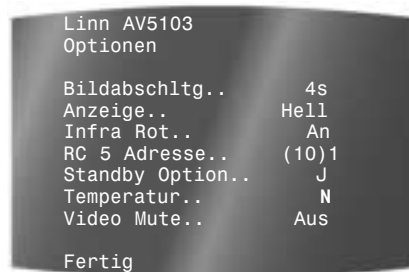 Linn AV5103
Optionen
Bildabschltg.. 4s
Anzeige.. Hell
Infra Rot.. An
RC 5 Adresse.. (10)1
Standby Option.. J
Temperatur.. N
Video Mute.. Aus
Fertig